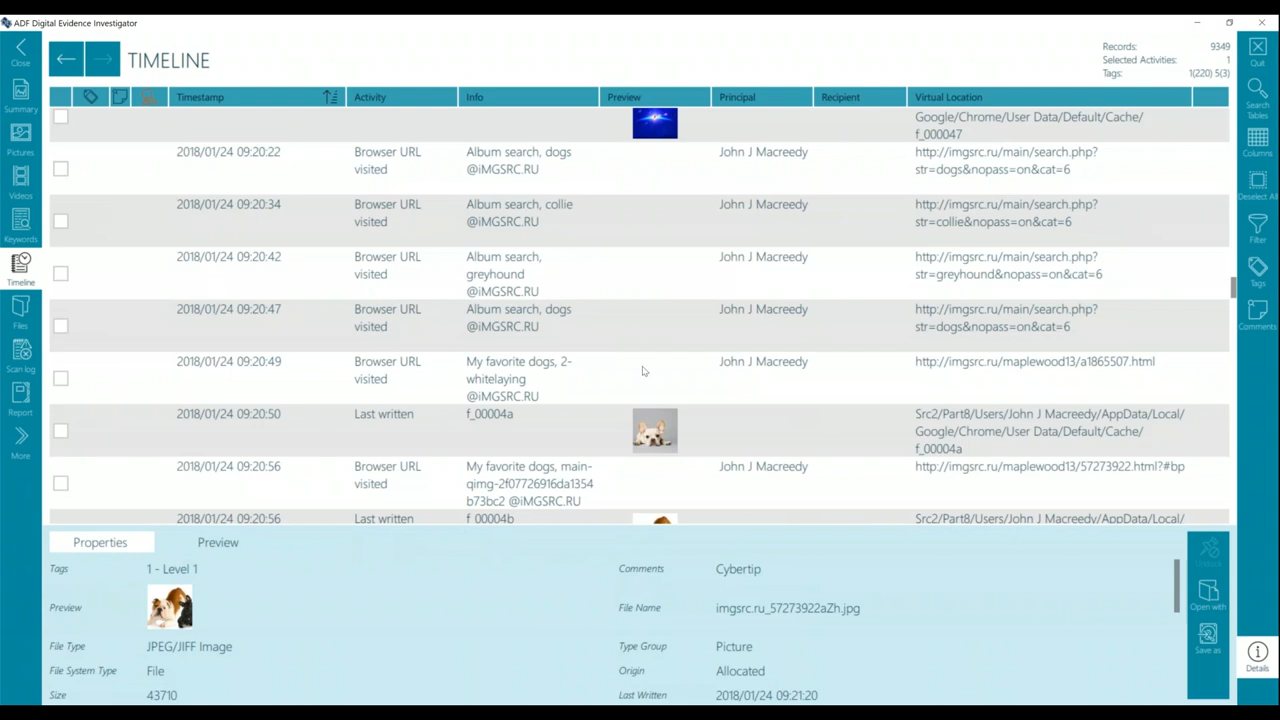 ADF Digital Evidence Investigator
Close
Summary
Pictures
Videos
Keywords
Timeline
Files
Scan log
Report
More
TIMELINE
Records: 9349
Selected Activities: 1
Tags: 1(220) 5(3)
Timestamp Activity Info Preview Principal Recipient Virtual Location
Google/Chrome/User Data/Default/Cache/
f_000047
2018/01/24 09:20:22 Browser URL Album search, dogs John J Macreedy http://imgsrc.ru/main/search.php?
visited @iMGSRC.RU str=dogs&nopass=on&cat=6
2018/01/24 09:20:34 Browser URL Album search, collie John J Macreedy http://imgsrc.ru/main/search.php?
visited @iMGSRC.RU str=collie&nopass=on&cat=6
2018/01/24 09:20:42 Browser URL Album search, John J Macreedy http://imgsrc.ru/main/search.php?
visited greyhound str=greyhound&nopass=on&cat=6
@iMGSRC.RU
2018/01/24 09:20:47 Browser URL Album search, dogs John J Macreedy http://imgsrc.ru/main/search.php?
visited @iMGSRC.RU str=dogs&nopass=on&cat=6
2018/01/24 09:20:49 Browser URL My favorite dogs, 2- John J Macreedy http://imgsrc.ru/maplewood13/a1865507.html
visited whitelaying
@iMGSRC.RU
2018/01/24 09:20:50 Last written f_00004a Src2/Part8/Users/John J Macreedy/AppData/Local/
Google/Chrome/User Data/Default/Cache/
f_00004a
2018/01/24 09:20:56 Browser URL My favorite dogs, main- John J Macreedy http://imgsrc.ru/maplewood13/57273922.html?#bp
visited qimg-2f07726916da1354
b73bc2 @iMGSRC.RU
2018/01/24 09:20:56 Last written f_00004b Src2/Part8/Users/John J Macreedy/AppData/Local/
Properties Preview
Tags 1 - Level 1 Comments Cybertip
Preview File Name imgsrc.ru_57273922aZh.jpg
File Type JPEG/JIFF Image Type Group Picture
File System Type File Origin Allocated
Size 43710 Last Written 2018/01/24 09:21:20
Open with
Save as
Quit
Search
Tables
Columns
Deselect All
Filter
Tags
Comments
Details